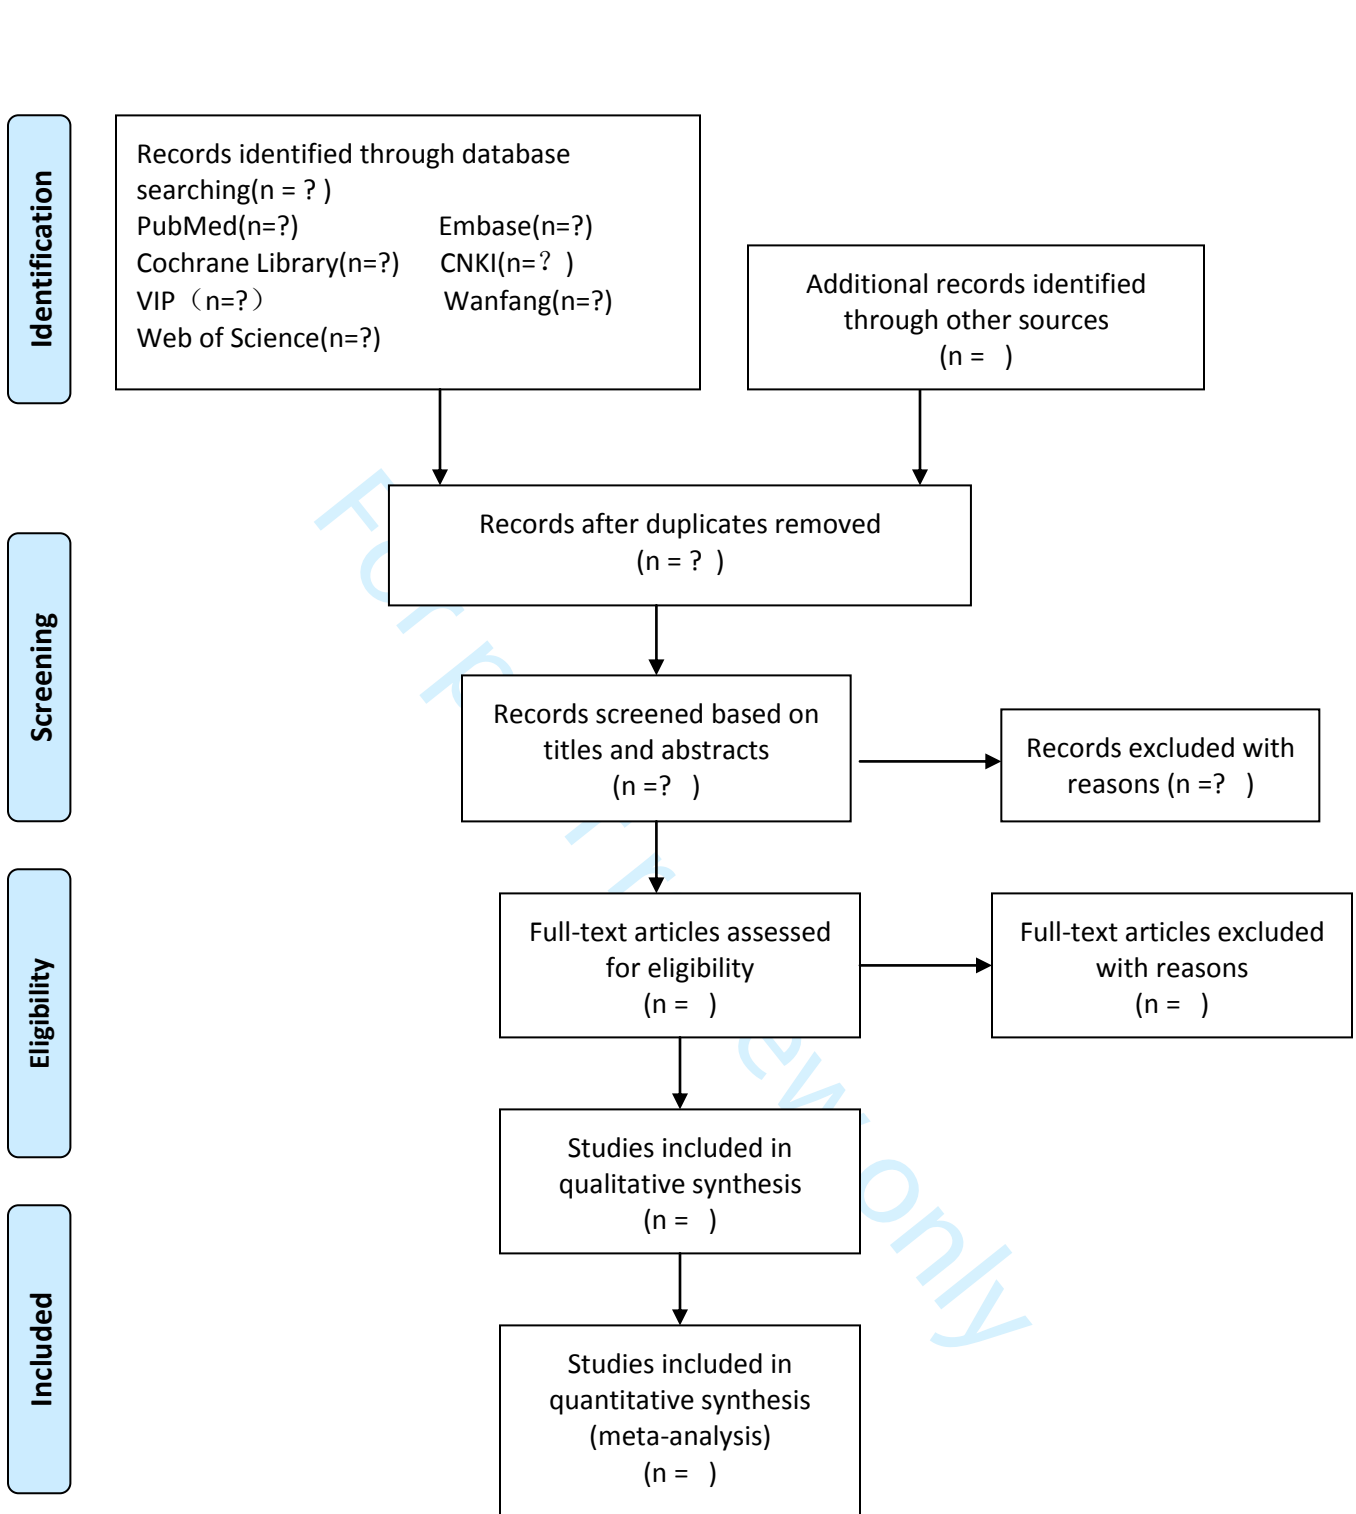 Identification
Records identified through database
searching(n = ? )
PubMed(n=?) Embase(n=?)
Cochrane Library(n=?) CNKI(n=？ )
VIP（n=?） Wanfang(n=?)
Web of Science(n=?)
Additional records identified
through other sources
(n = )
Records after duplicates removed
(n = ? )
Screening
Records screened based on
titles and abstracts
(n =? )
Records excluded with
reasons (n =? )
Eligibility
Full-text articles assessed
for eligibility
(n = )
Full-text articles excluded
with reasons
(n = )
Studies included in
qualitative synthesis
(n = )
Included
Studies included in
quantitative synthesis
(meta-analysis)
(n = )
For only